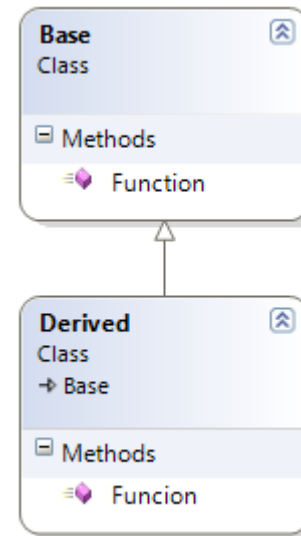 Base
Class
Methods
Function
Derived
Class
Base
Methods
Funcion